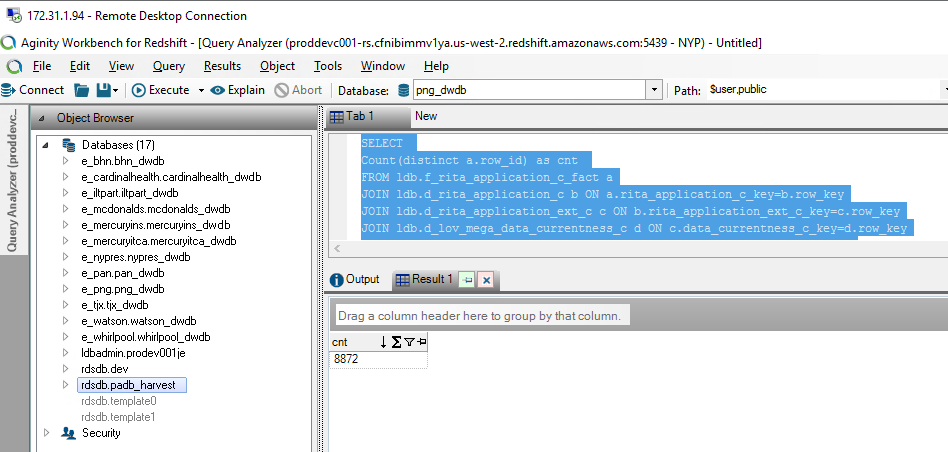 172.31.1.94 - Remote Desktop Connection
Aginity Workbench for Redshift - [Query Analyzer (proddevc001-rs.cfnibimmv1ya.us-west-2.redshift.amazonaws.com:5439 - NYP) - Untitled]
File Edit View Query Results Object Tools Window Help
Connect Execute Explain Abort Database: png_dwdb Path: $user,public
Query Analyzer (proddevc...
Object Browser
Databases (17)
e_bhn.bhn_dwdb
e_cardinalhealth.cardinalhealth_dwdb
e_iltpart.iltpart_dwdb
e_mcdonalds.mcdonalds_dwdb
e_mercuryins.mercuryins_dwdb
e_mercuryitca.mercuryitca_dwdb
e_nypres.nypres_dwdb
e_pan.pan_dwdb
e_png.png_dwdb
e_tjx.tjx_dwdb
e_watson.watson_dwdb
e_whirlpool.whirlpool_dwdb
ldbadmin.prodev001je
rdsdb.dev
rdsdb.padb_harvest
rdsdb.template0
rdsdb.template1
Security
Tab 1 New
SELECT
Count(distinct a.row_id) as cnt
FROM ldb.f_rita_application_c_fact a
JOIN ldb.d_rita_application_c b ON a.rita_application_c_key=b.row_key
JOIN ldb.d_rita_application_ext_c c ON b.rita_application_ext_c_key=c.row_key
JOIN ldb.d_lov_mega_data_currentness_c d ON c.data_currentness_c_key=d.row_key
Output Result 1
Drag a column header here to group by that column.
cnt
8872